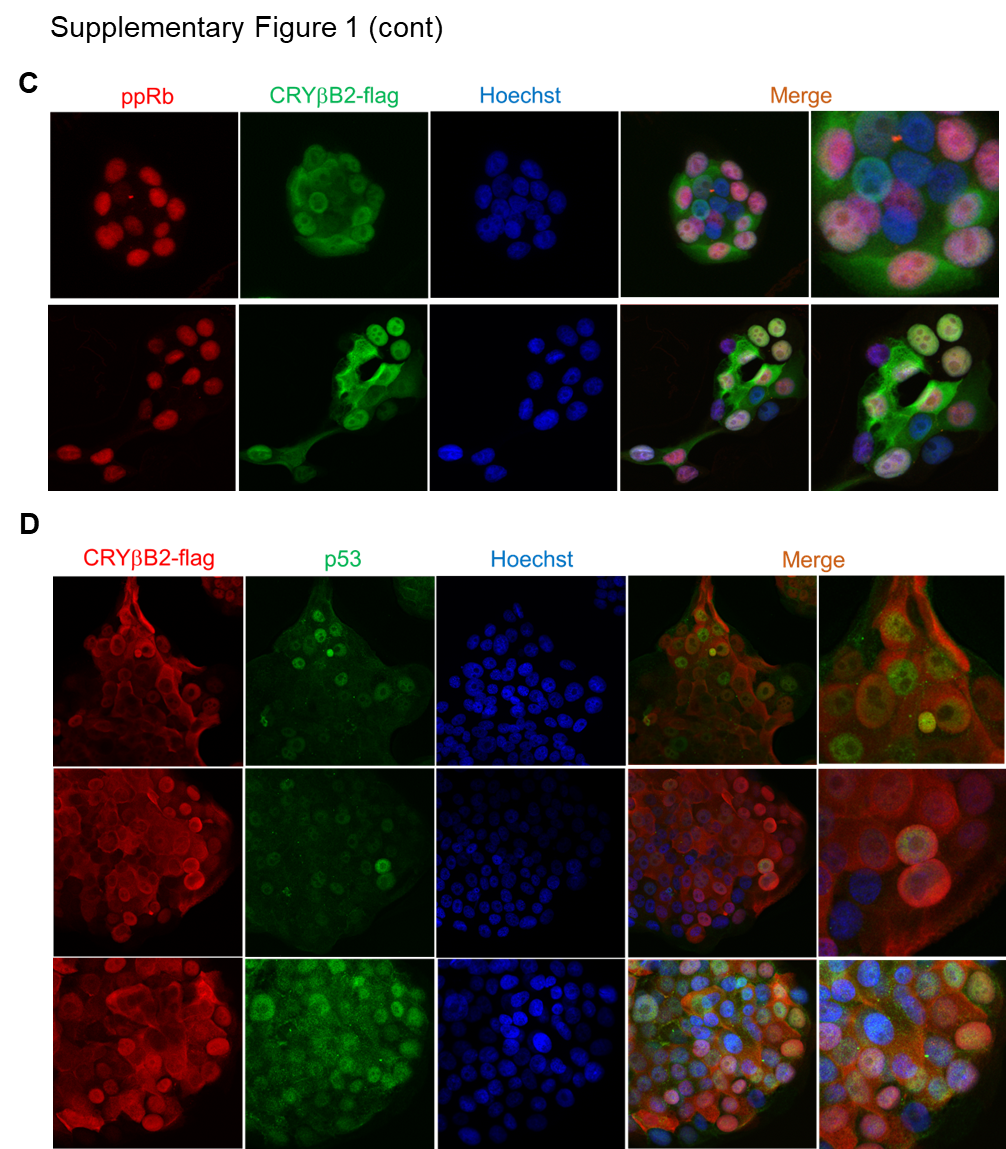 Supplementary Figure 1 (cont)
C
ppRb CRYβB2-flag Hoechst Merge
D
CRYβB2-flag p53 Hoechst Merge